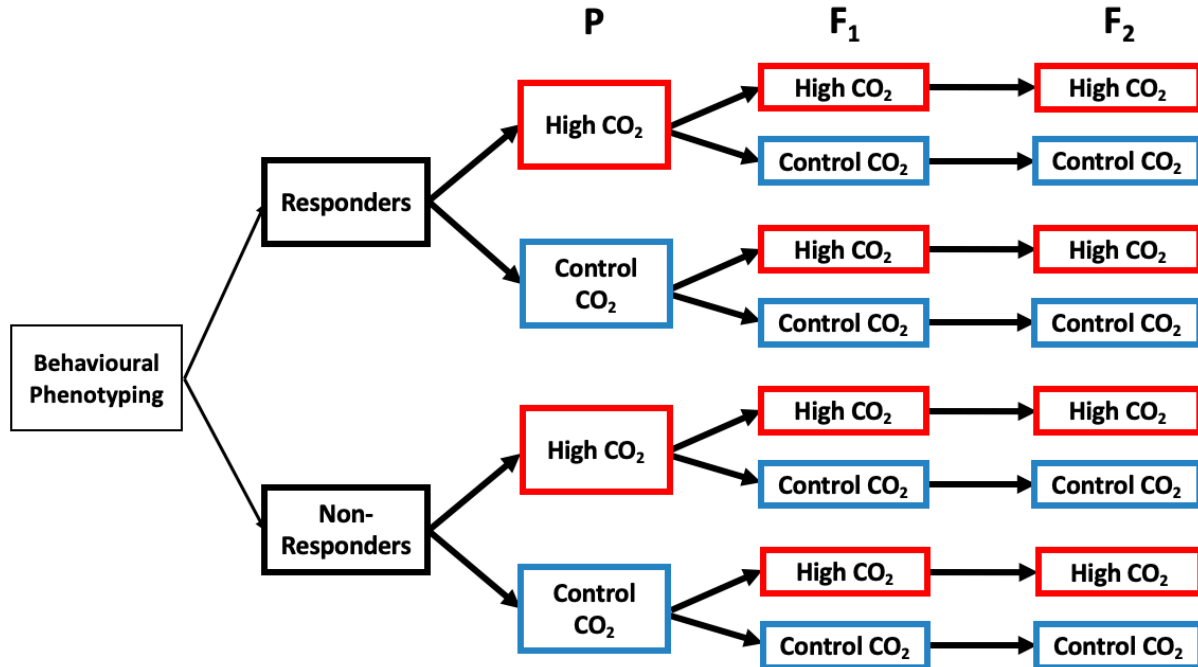 P F₁ F₂
High CO₂ High CO₂
High CO₂
Control CO₂ Control CO₂
Responders
High CO₂ High CO₂
Control
CO₂
Control CO₂ Control CO₂
Behavioural
Phenotyping
High CO₂ High CO₂
High CO₂
Control CO₂ Control CO₂
Non-
Responders
High CO₂ High CO₂
Control
CO₂
Control CO₂ Control CO₂